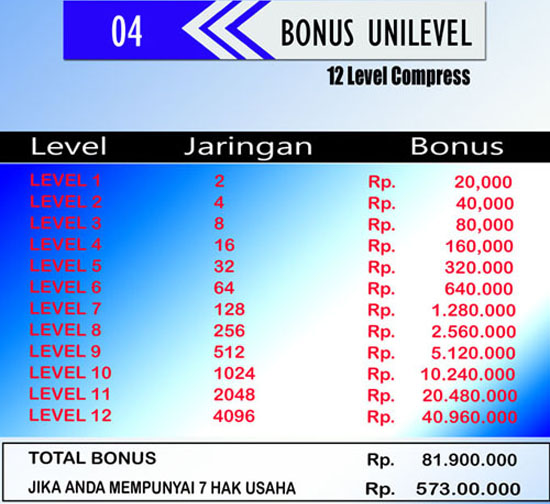 04 BONUS UNILEVEL
12 Level Compress
Level Jaringan Bonus
LEVEL 1 2 Rp. 20,000
LEVEL 2 4 Rp. 40,000
LEVEL 3 8 Rp. 80,000
LEVEL 4 16 Rp. 160,000
LEVEL 5 32 Rp. 320.000
LEVEL 6 64 Rp. 640.000
LEVEL 7 128 Rp. 1.280.000
LEVEL 8 256 Rp. 2.560.000
LEVEL 9 512 Rp. 5.120.000
LEVEL 10 1024 Rp. 10.240.000
LEVEL 11 2048 Rp. 20.480.000
LEVEL 12 4096 Rp. 40.960.000
TOTAL BONUS Rp. 81.900.000
JIKA ANDA MEMPUNYAI 7 HAK USAHA Rp. 573.00.000